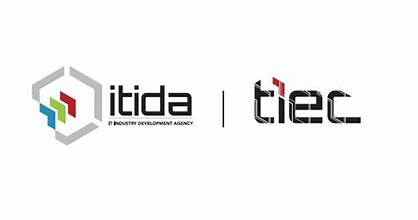 itida
IT INDUSTRY DEVELOPMENT AGENCY
tiec